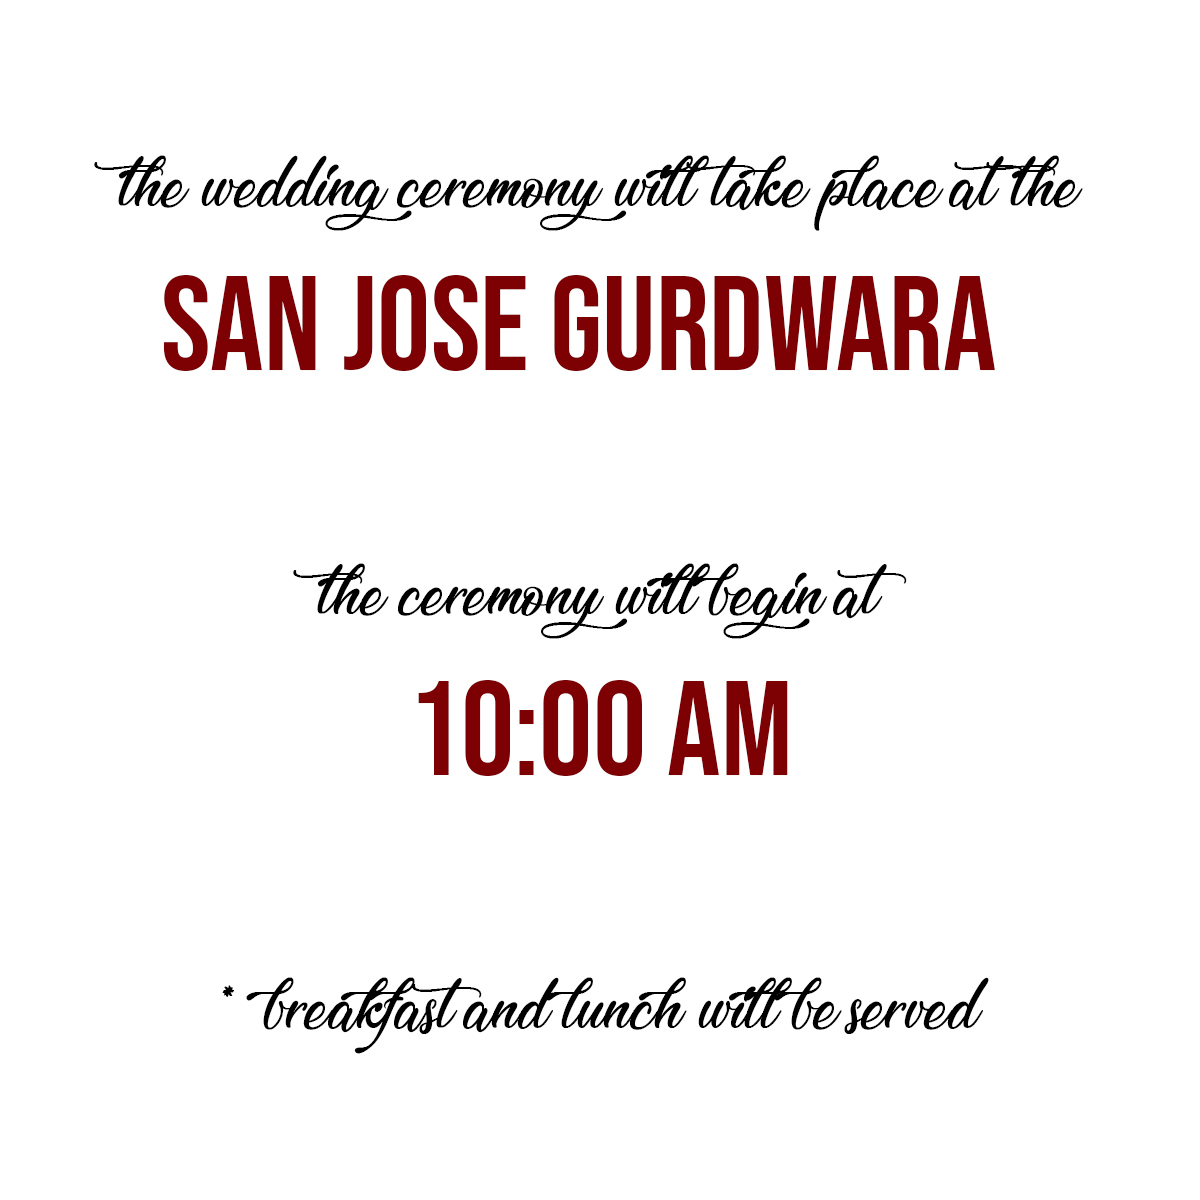 the wedding ceremony will take place at the
SAN JOSE GURDWARA
the ceremony will begin at
10:00 AM
* breakfast and lunch will be served